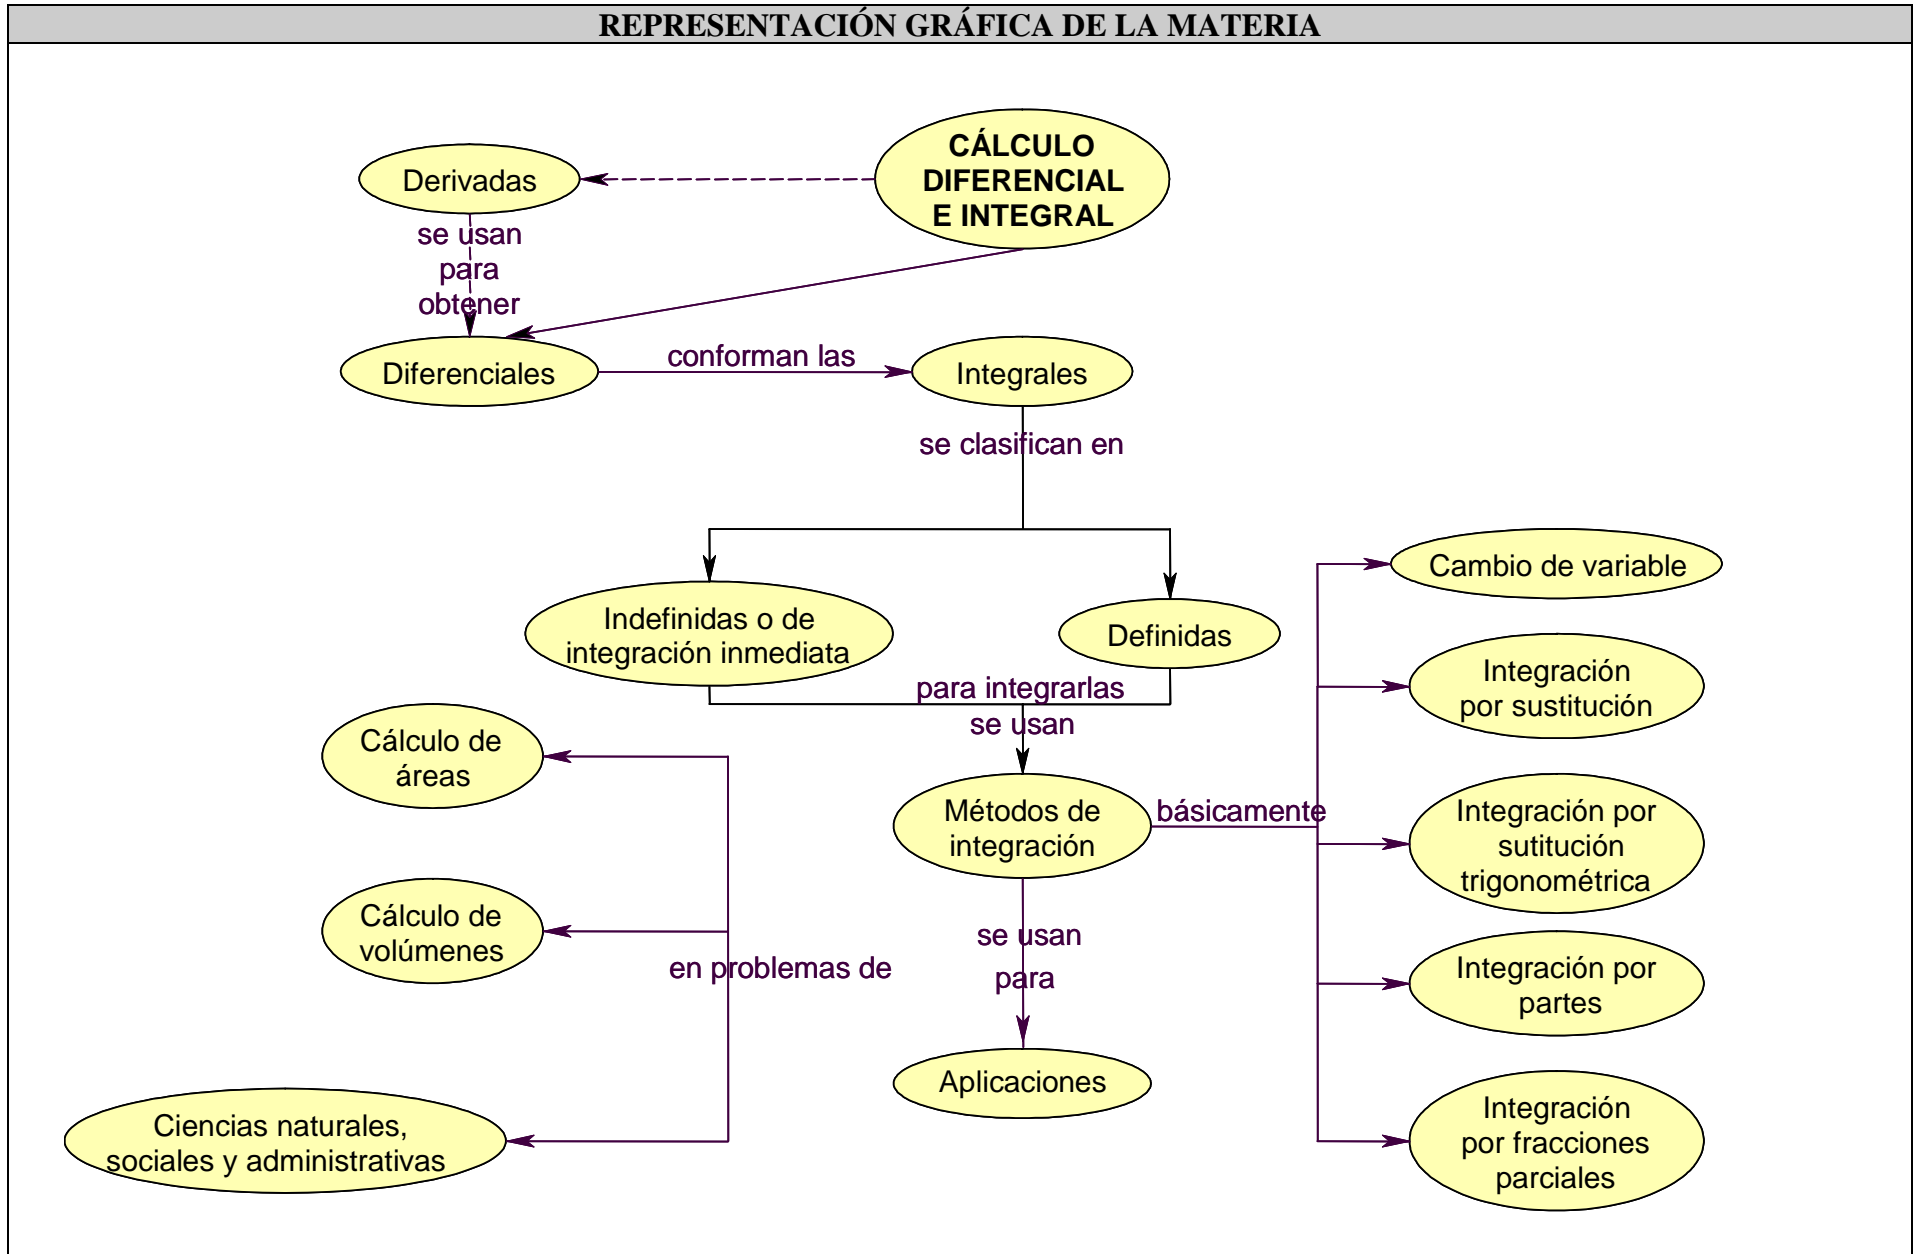 REPRESENTACIÓN GRÁFICA DE LA MATERIA
CÁLCULO
DIFERENCIAL
E INTEGRAL
Derivadas
se usan
para
obtener
Diferenciales
conforman las
Integrales
se clasifican en
Indefinidas o de
integración inmediata
Definidas
para integrarlas
se usan
Métodos de
integración
básicamente
Cambio de variable
Integración
por sustitución
Integración por
sutitución
trigonométrica
Integración por
partes
Integración
por fracciones
parciales
se usan
para
Aplicaciones
en problemas de
Cálculo de
áreas
Cálculo de
volúmenes
Ciencias naturales,
sociales y administrativas